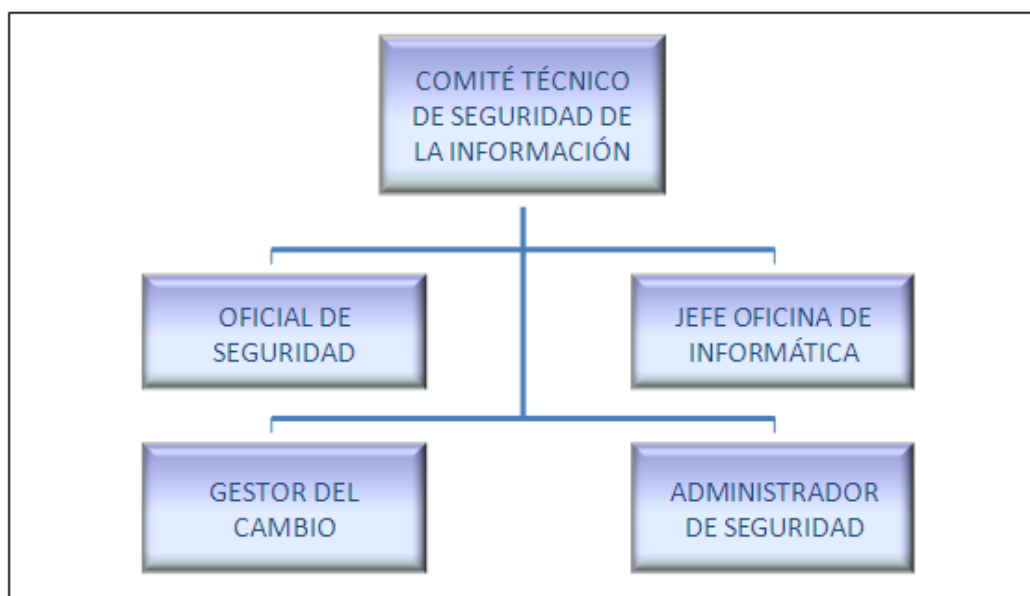 COMITÉ TÉCNICO
DE SEGURIDAD DE
LA INFORMACIÓN
OFICIAL DE
SEGURIDAD
JEFE OFICINA DE
INFORMÁTICA
GESTOR DEL
CAMBIO
ADMINISTRADOR
DE SEGURIDAD